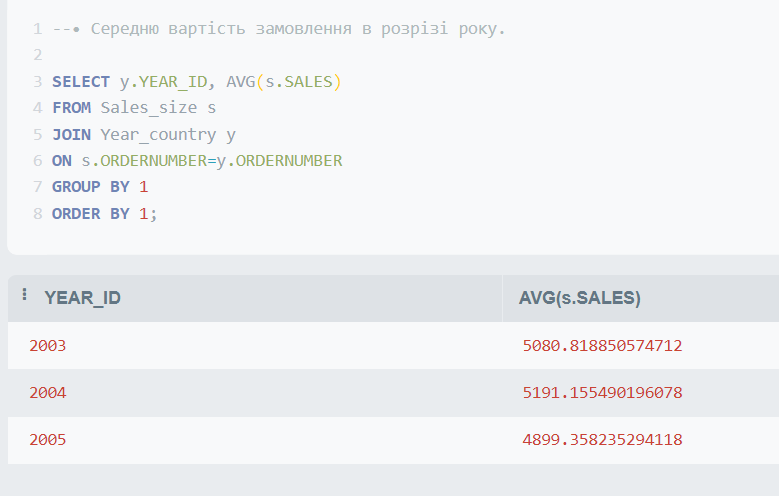 1 --• Середню вартість замовлення в розрізі року.
2
3 SELECT y.YEAR_ID, AVG(s.SALES)
4 FROM Sales_size s
5 JOIN Year_country y
6 ON s.ORDERNUMBER=y.ORDERNUMBER
7 GROUP BY 1
8 ORDER BY 1;
YEAR_ID AVG(s.SALES)
2003 5080.818850574712
2004 5191.155490196078
2005 4899.358235294118